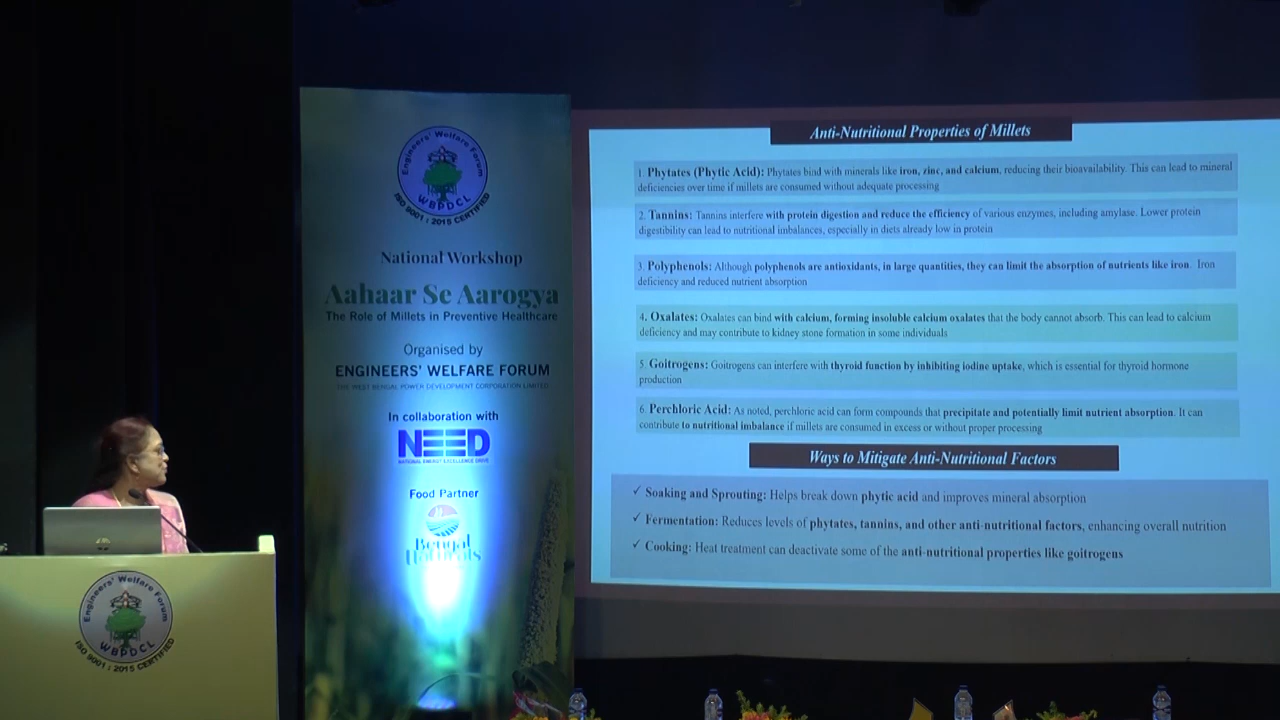 Engineers' Welfare Forum
WBPDCL
ISO 9001 : 2015 CERTIFIED
National Workshop
Aahaar Se Aarogya
The Role of Millets in Preventive Healthcare
Organised by
ENGINEERS' WELFARE FORUM
THE WEST BENGAL POWER DEVELOPMENT CORPORATION LIMITED
In collaboration with
NEED
NATIONAL ENERGY EXCELLENCE DRIVE
Food Partner
Bengal
Naturals
Anti-Nutritional Properties of Millets
1. Phytates (Phytic Acid): Phytates bind with minerals like iron, zinc, and calcium, reducing their bioavailability. This can lead to mineral
deficiencies over time if millets are consumed without adequate processing
2. Tannins: Tannins interfere with protein digestion and reduce the efficiency of various enzymes, including amylase. Lower protein
digestibility can lead to nutritional imbalances, especially in diets already low in protein
3. Polyphenols: Although polyphenols are antioxidants, in large quantities, they can limit the absorption of nutrients like iron. Iron
deficiency and reduced nutrient absorption
4. Oxalates: Oxalates can bind with calcium, forming insoluble calcium oxalates that the body cannot absorb. This can lead to calcium
deficiency and may contribute to kidney stone formation in some individuals
5. Goitrogens: Goitrogens can interfere with thyroid function by inhibiting iodine uptake, which is essential for thyroid hormone
production
6. Perchloric Acid: As noted, perchloric acid can form compounds that precipitate and potentially limit nutrient absorption. It can
contribute to nutritional imbalance if millets are consumed in excess or without proper processing
Ways to Mitigate Anti-Nutritional Factors
✓ Soaking and Sprouting: Helps break down phytic acid and improves mineral absorption
✓ Fermentation: Reduces levels of phytates, tannins, and other anti-nutritional factors, enhancing overall nutrition
✓ Cooking: Heat treatment can deactivate some of the anti-nutritional properties like goitrogens
Engineers' Welfare Forum
WBPDCL
ISO 9001 : 2015 CERTIFIED